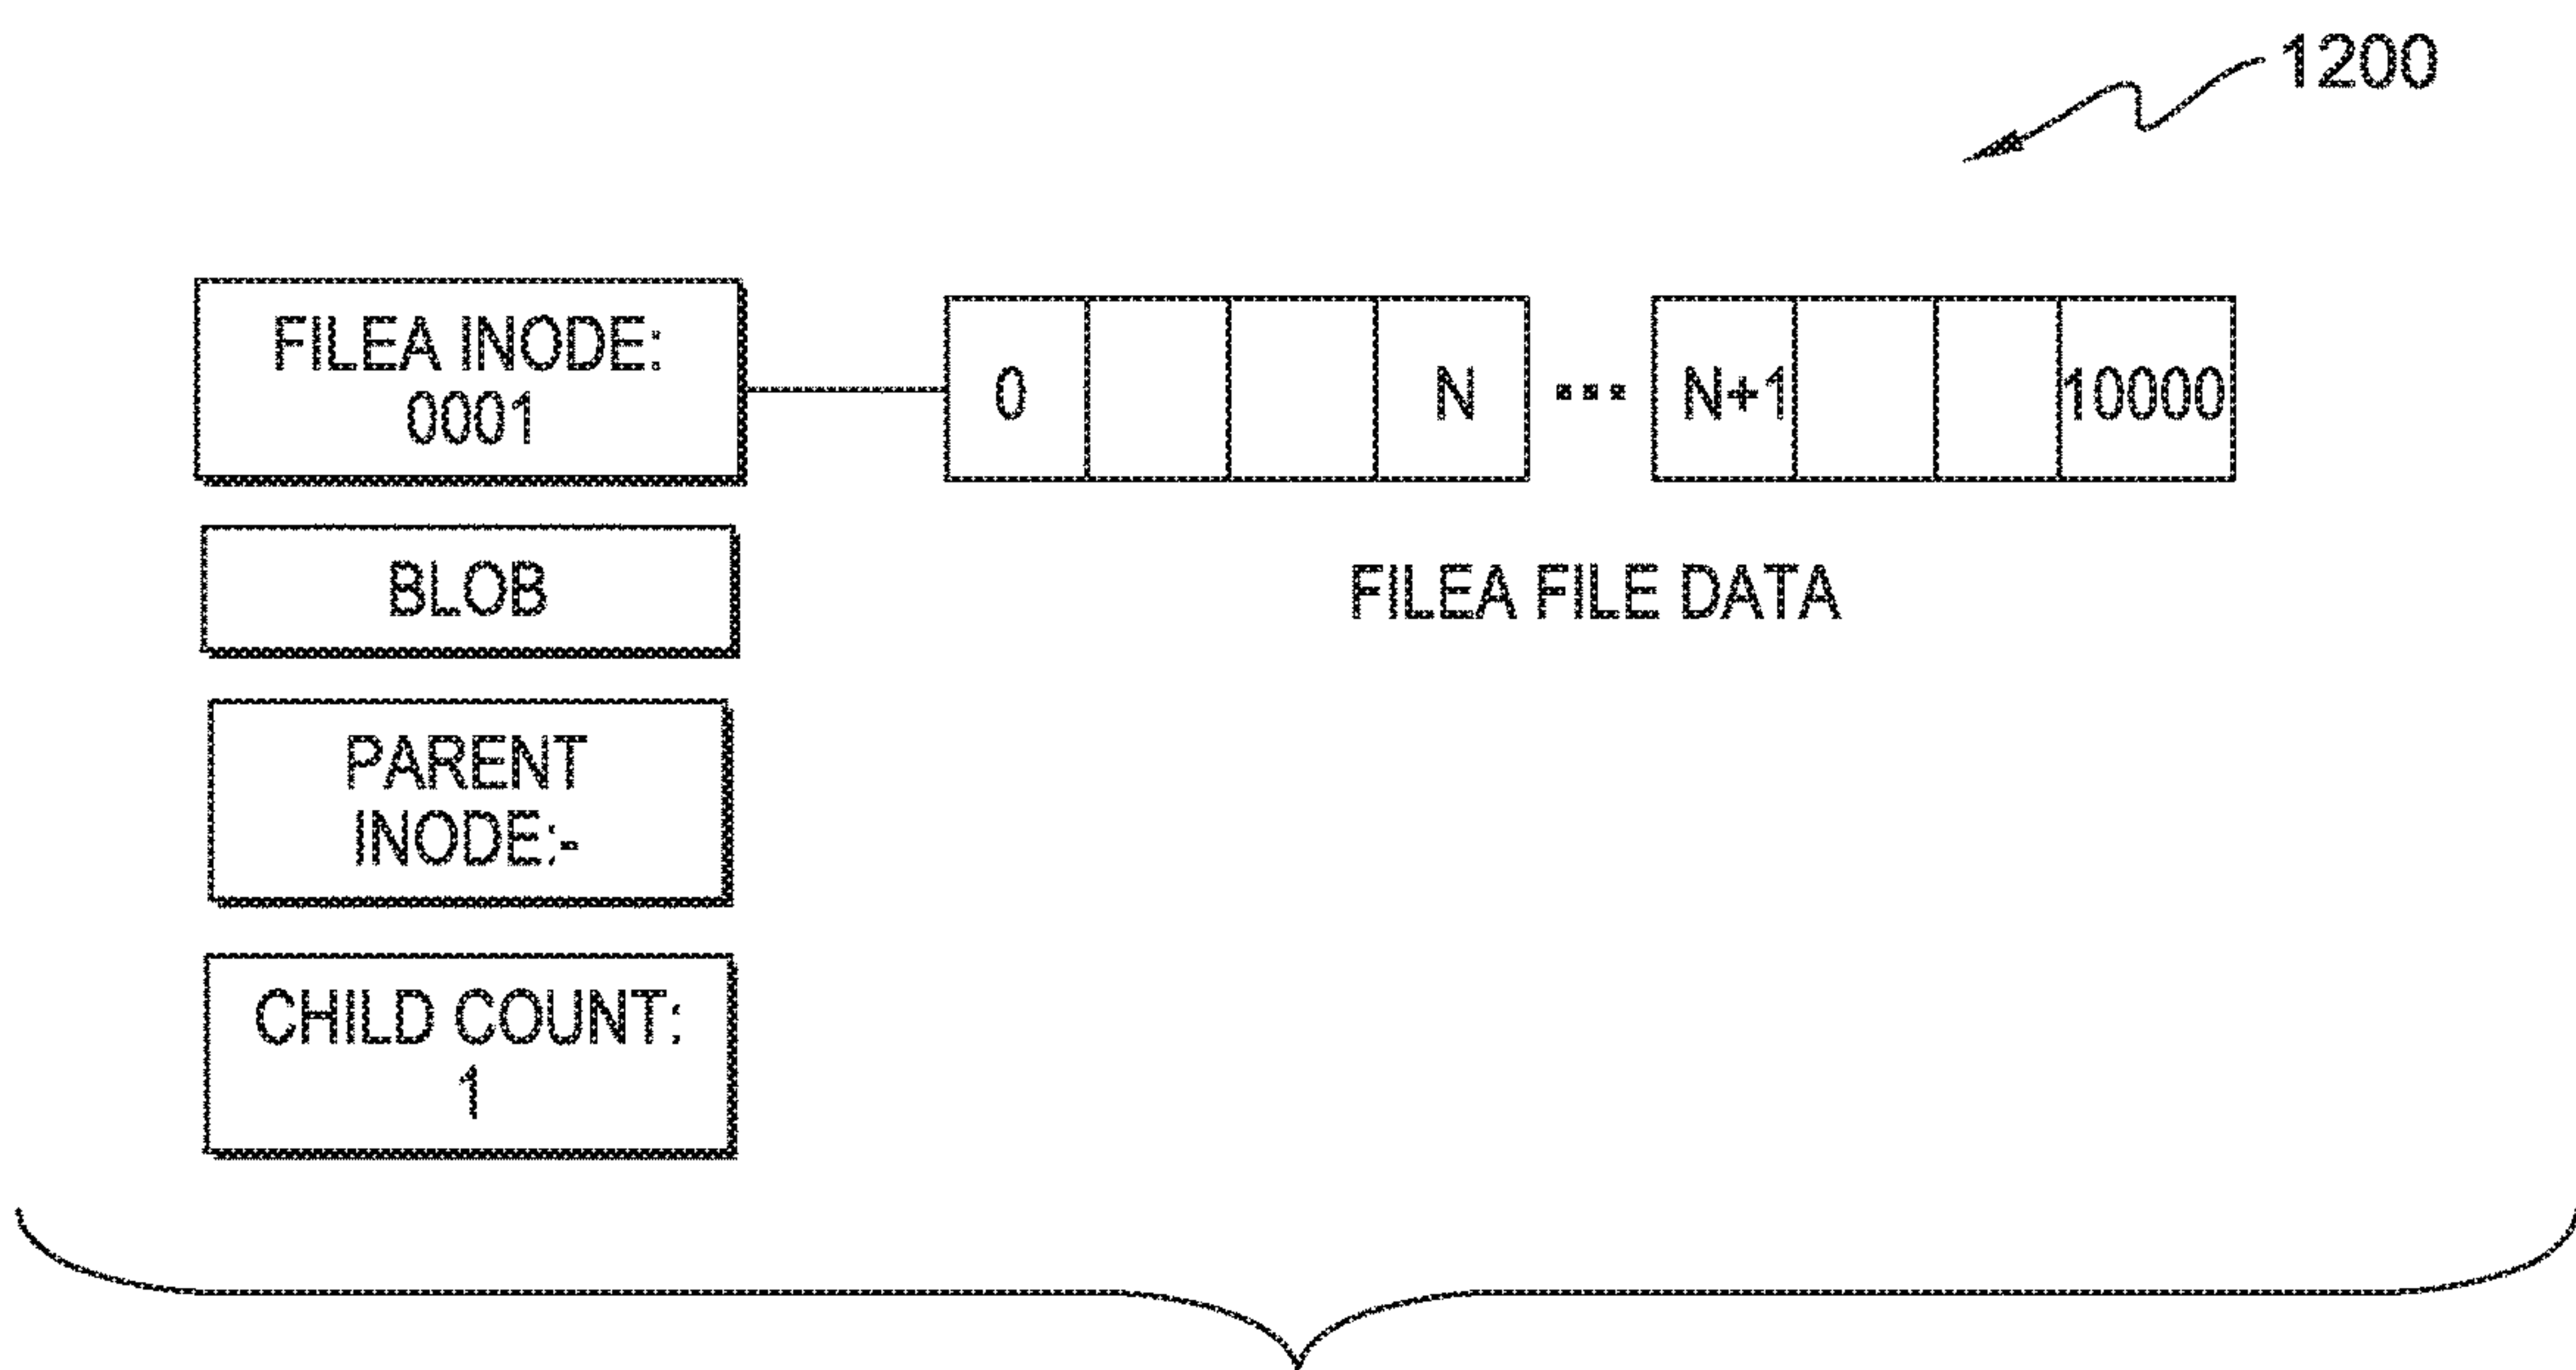 1200
FILEA INODE:
0001
0 N ... N+1 10000
BLOB
FILEA FILE DATA
PARENT
INODE:-
CHILD COUNT:
1